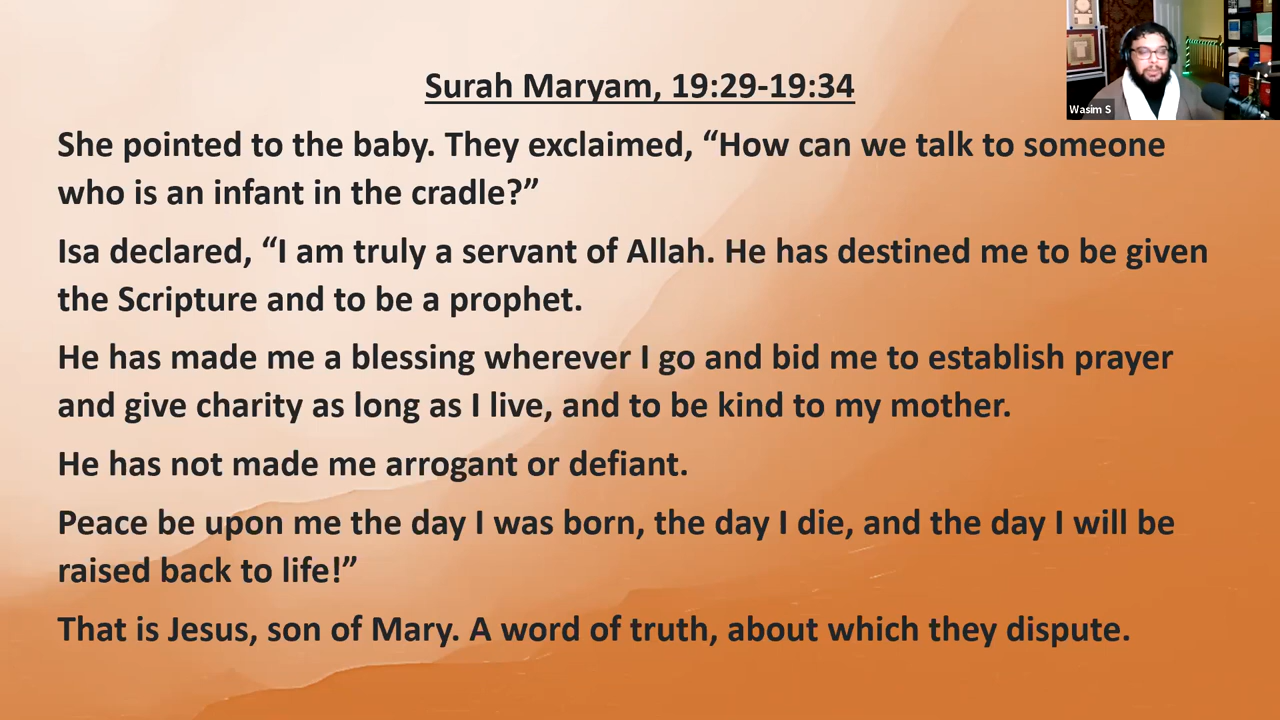 Surah Maryam, 19:29-19:34
Wasim S
She pointed to the baby. They exclaimed, “How can we talk to someone
who is an infant in the cradle?”
Isa declared, “I am truly a servant of Allah. He has destined me to be given
the Scripture and to be a prophet.
He has made me a blessing wherever I go and bid me to establish prayer
and give charity as long as I live, and to be kind to my mother.
He has not made me arrogant or defiant.
Peace be upon me the day I was born, the day I die, and the day I will be
raised back to life!”
That is Jesus, son of Mary. A word of truth, about which they dispute.